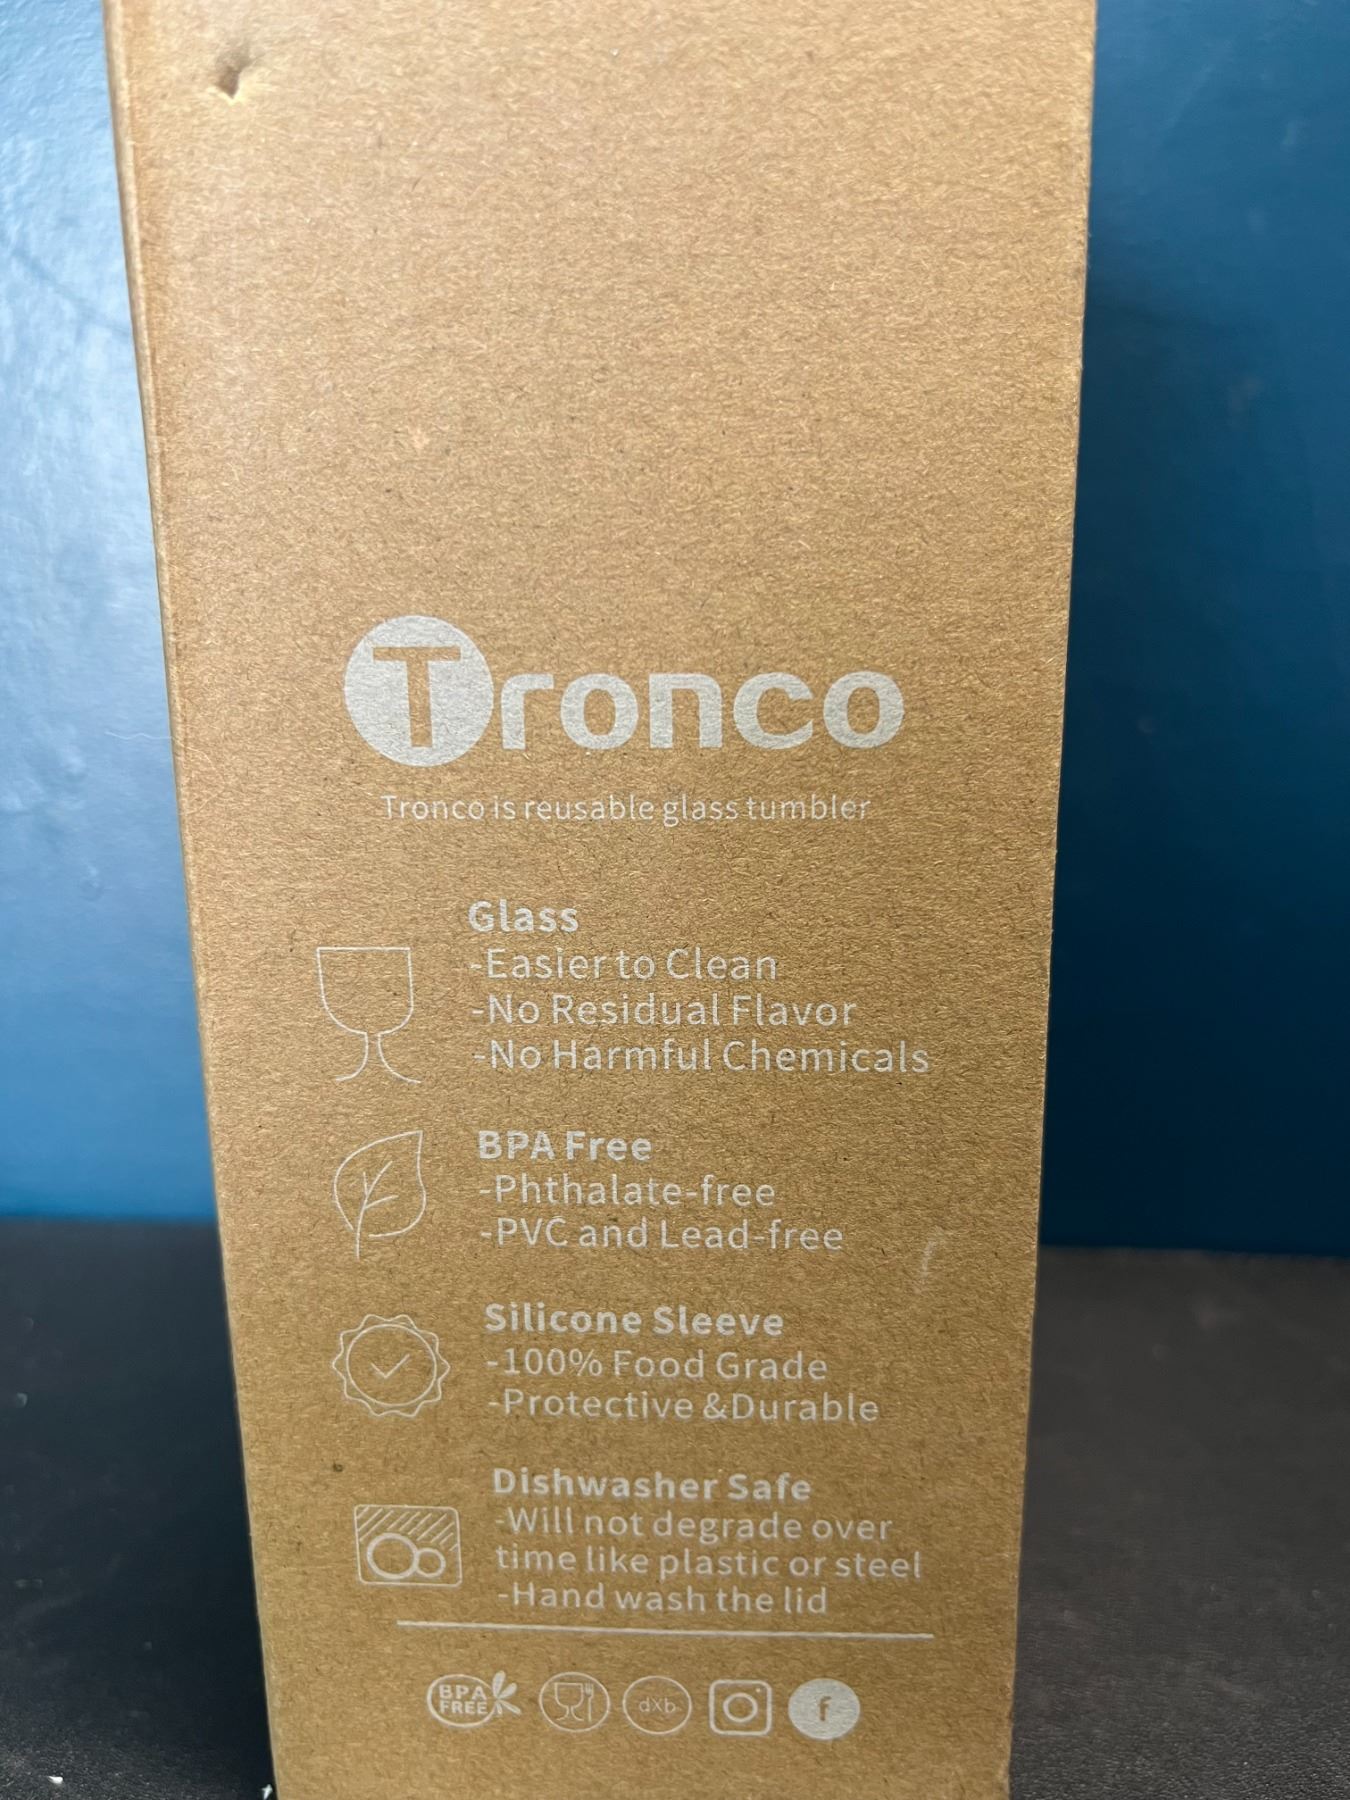 Tronco
Tronco is reusable glass tumbler
Glass
-Easier to Clean
-No Residual Flavor
-No Harmful Chemicals
BPA Free
-Phthalate-free
-PVC and Lead-free
Silicone Sleeve
-100% Food Grade
-Protective &Durable
Dishwasher Safe
-Will not degrade over
time like plastic or steel
-Hand wash the lid
BPA
FREE
dxb
f